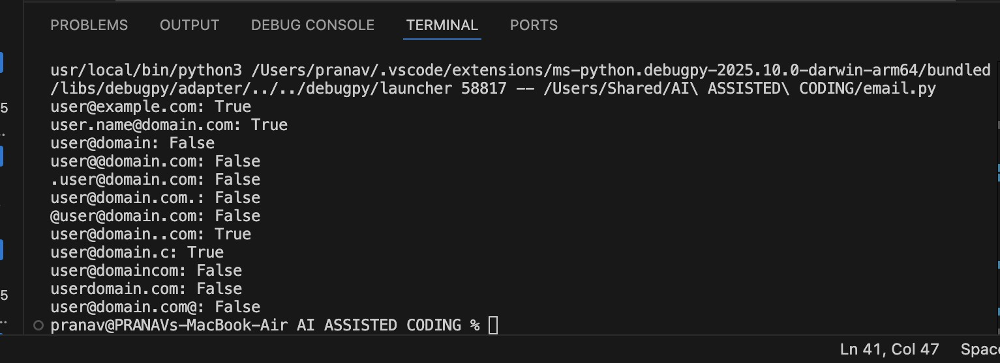 PROBLEMS OUTPUT DEBUG CONSOLE TERMINAL PORTS
usr/local/bin/python3 /Users/pranav/.vscode/extensions/ms-python.debugpy-2025.10.0-darwin-arm64/bundled
/libs/debugpy/adapter/../../debugpy/launcher 58817 -- /Users/Shared/AI\ ASSISTED\ CODING/email.py
user@example.com: True
5
user.name@domain.com: True
..
user@domain: False
user@@domain.com: False
.user@domain.com: False
user@domain.com.: False
@user@domain.com: False
user@domain..com: True
user@domain.c: True
user@domaincom: False
userdomain.com: False
5
user@domain.com@: False
..
pranav@PRANAVs-MacBook-Air AI ASSISTED CODING %
Ln 41, Col 47 Spac